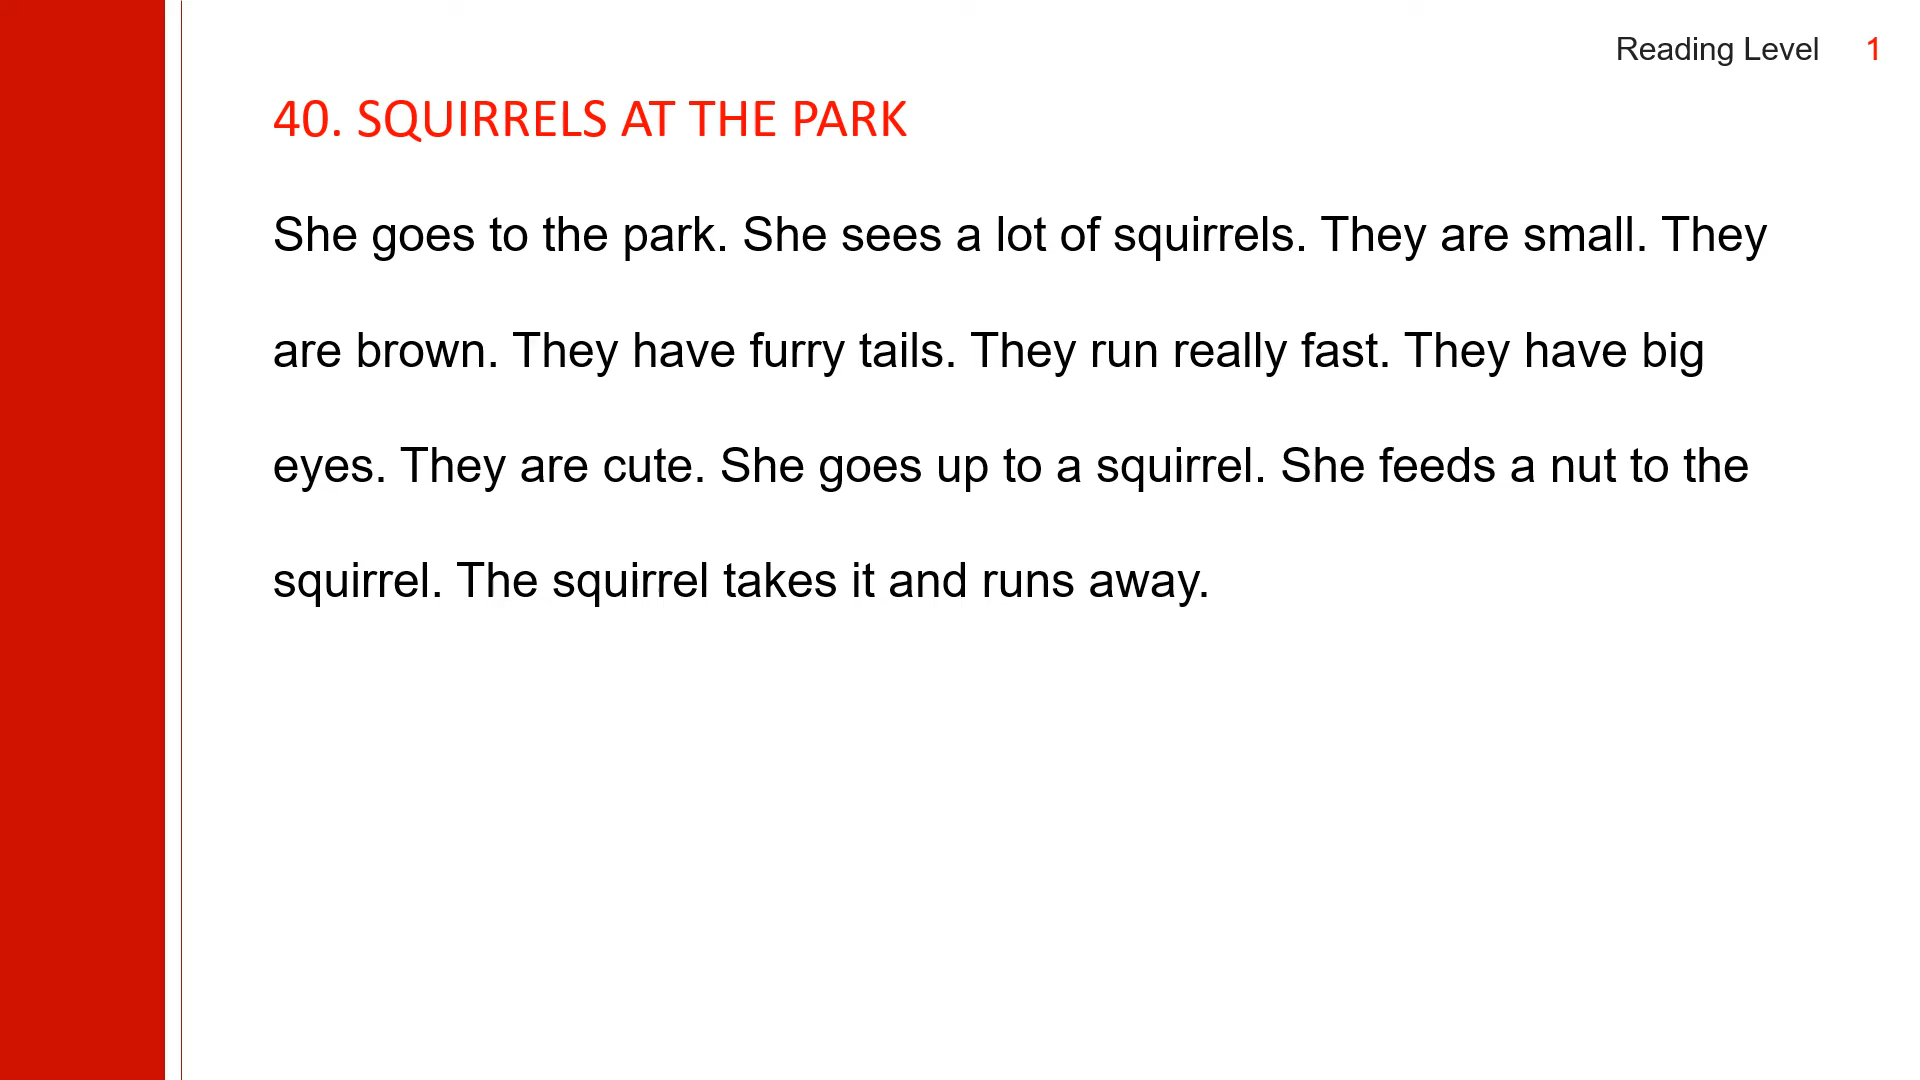 Reading Level 1
40. SQUIRRELS AT THE PARK
She goes to the park. She sees a lot of squirrels. They are small. They
are brown. They have furry tails. They run really fast. They have big
eyes. They are cute. She goes up to a squirrel. She feeds a nut to the
squirrel. The squirrel takes it and runs away.